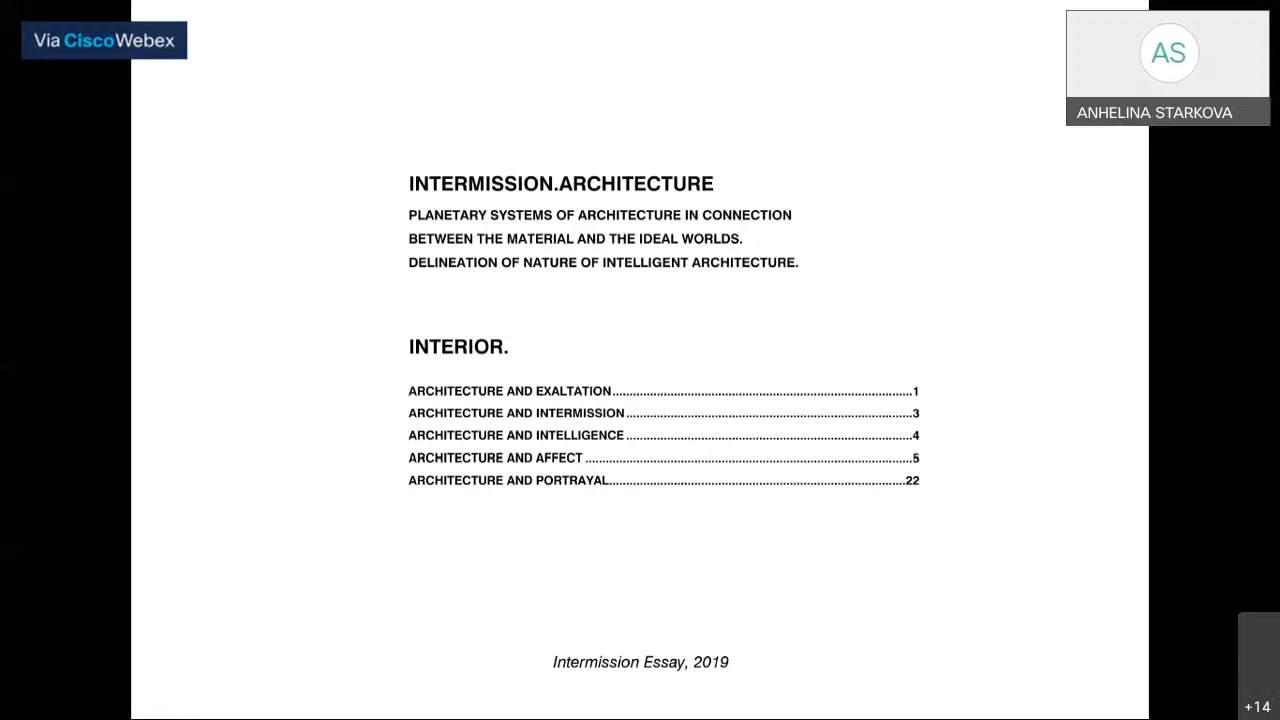 Via CiscoWebex
AS
ANHELINA STARKOVA
INTERMISSION.ARCHITECTURE
PLANETARY SYSTEMS OF ARCHITECTURE IN CONNECTION
BETWEEN THE MATERIAL AND THE IDEAL WORLDS.
DELINEATION OF NATURE OF INTELLIGENT ARCHITECTURE.
INTERIOR.
ARCHITECTURE AND EXALTATION........................................................................................1
ARCHITECTURE AND INTERMISSION....................................................................................3
ARCHITECTURE AND INTELLIGENCE....................................................................................4
ARCHITECTURE AND AFFECT................................................................................................5
ARCHITECTURE AND PORTRAYAL.......................................................................................22
Intermission Essay, 2019
+14